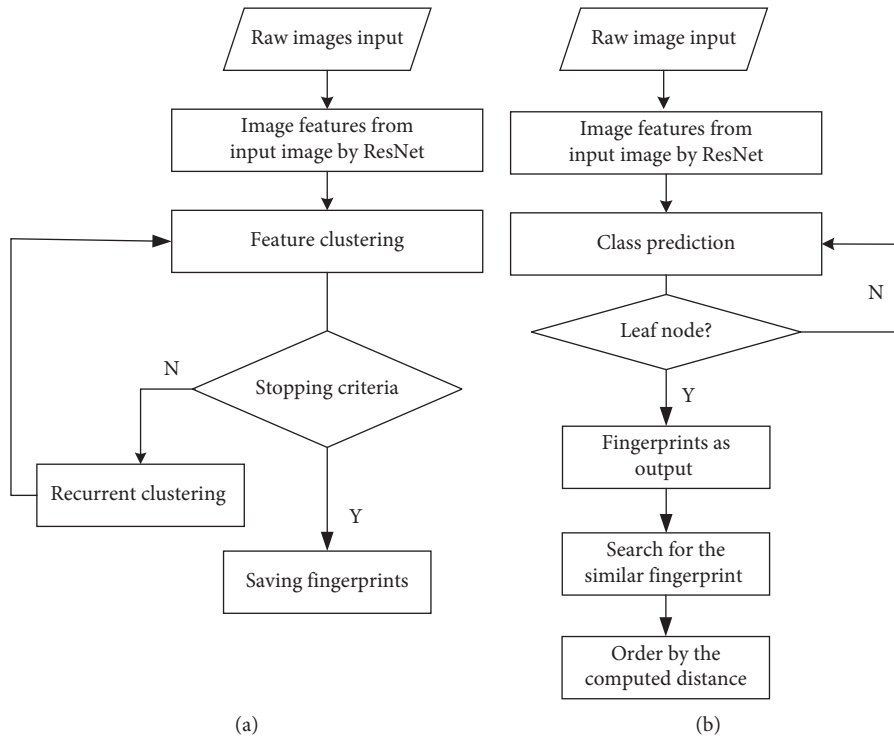 Raw images input
Image features from
input image by ResNet
Feature clustering
N
Stopping criteria
Recurrent clustering
Y
Saving fingerprints
(a)
Raw image input
Image features from
input image by ResNet
Class prediction
N
Leaf node?
Y
Fingerprints as
output
Search for the
similar fingerprint
Order by the
computed distance
(b)